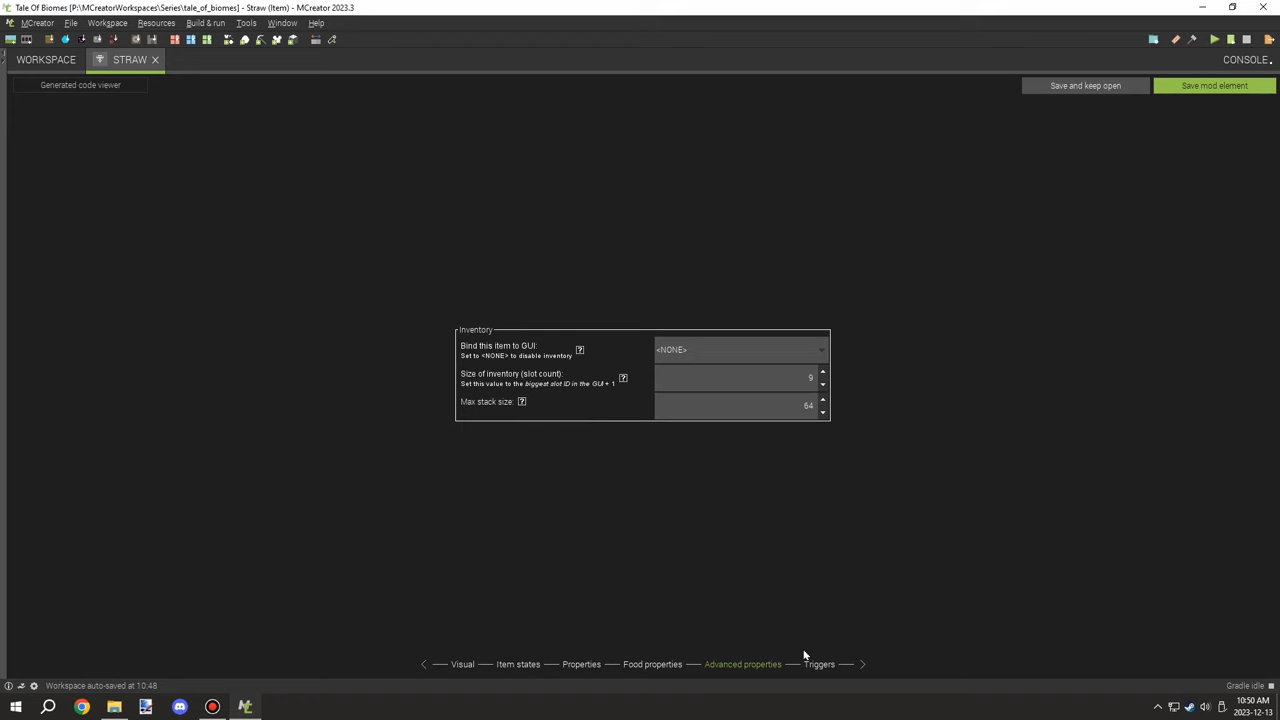 Tale Of Biomes [P:\MCreatorWorkspaces\Series\tale_of_biomes] - Straw (Item) - MCreator 2023.3
MCreator File Workspace Resources Build & run Tools Window Help
WORKSPACE STRAW CONSOLE
Generated code viewer Save and keep open Save mod element
Inventory
Bind this item to GUI: ? <NONE>
Set to <NONE> to disable inventory
Size of inventory (slot count): ? 9
Set this value to the biggest slot ID in the GUI + 1
Max stack size: ? 64
Visual Item states Properties Food properties Advanced properties Triggers
Workspace auto-saved at 10:48 Gradle idle
10:50 AM
2023-12-13